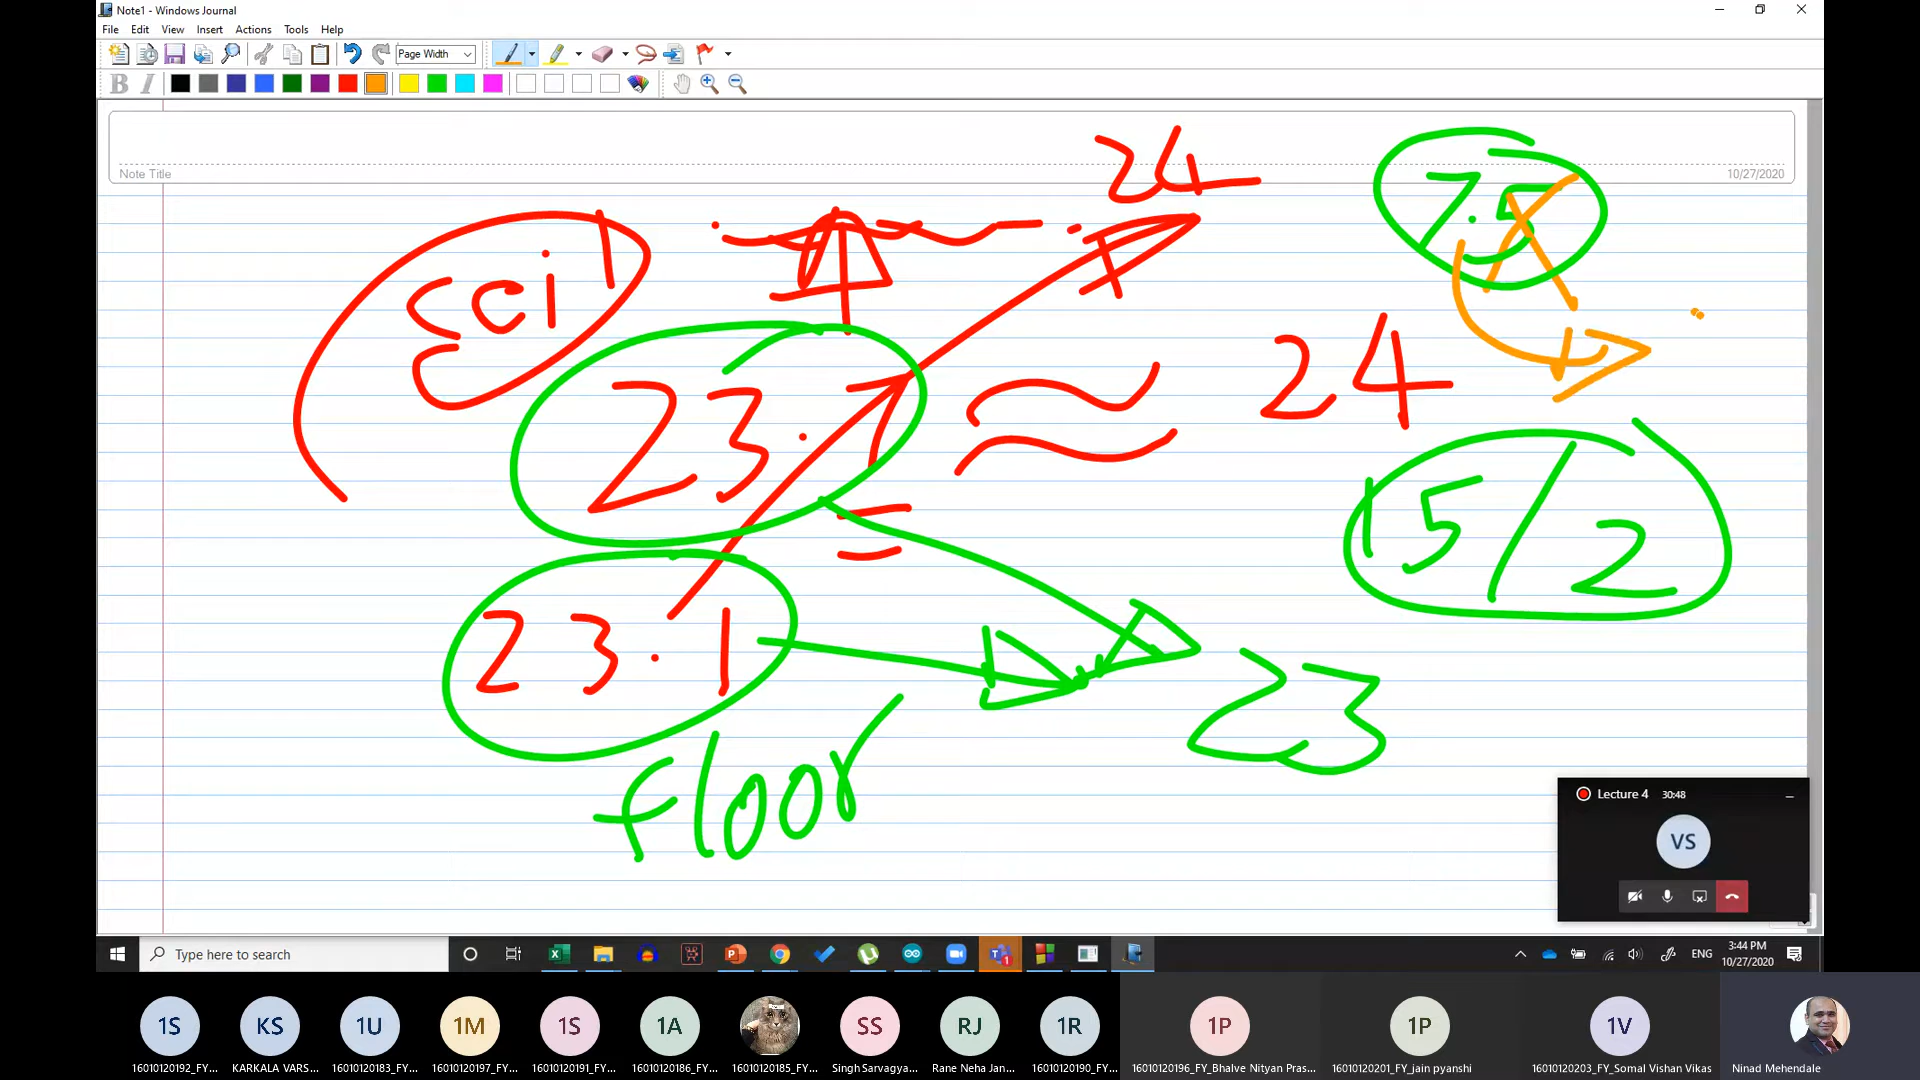 Note1 - Windows Journal
File Edit View Insert Actions Tools Help
Page Width
B I
Note Title
10/27/2020
24
7.5
ci
23.7
≈ 24
15/2
23.1
23
floor
Lecture 4 30:48
VS
Type here to search
ENG
3:44 PM
10/27/2020
1S KS 1U 1M 1S 1A SS RJ 1R 1P 1P 1V
16010120192_FY... KARKALA VARS... 16010120183_FY... 16010120197_FY... 16010120191_FY... 16010120186_FY... 16010120185_FY... Singh Sarvagya... Rane Neha Jan... 16010120190_FY... 16010120196_FY_Bhalve Nityan Pras... 16010120201_FY_jain pyanshi 16010120203_FY_Somal Vishan Vikas Ninad Mehendale